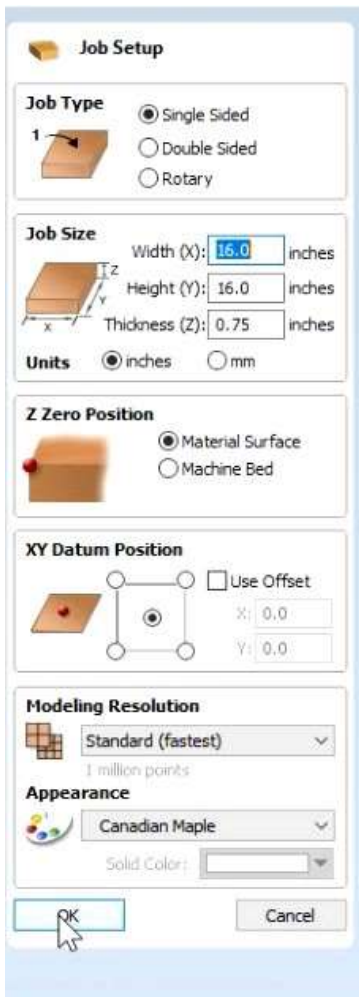 Job Setup
Job Type
1
Single Sided
Double Sided
Rotary
Job Size
Width (X): 16.0 inches
Z
Height (Y): 16.0 inches
Y
X
Thickness (Z): 0.75 inches
Units inches mm
Z Zero Position
Material Surface
Machine Bed
XY Datum Position
Use Offset
X: 0.0
Y: 0.0
Modeling Resolution
Standard (fastest)
1 million points
Appearance
Canadian Maple
Solid Color:
OK Cancel